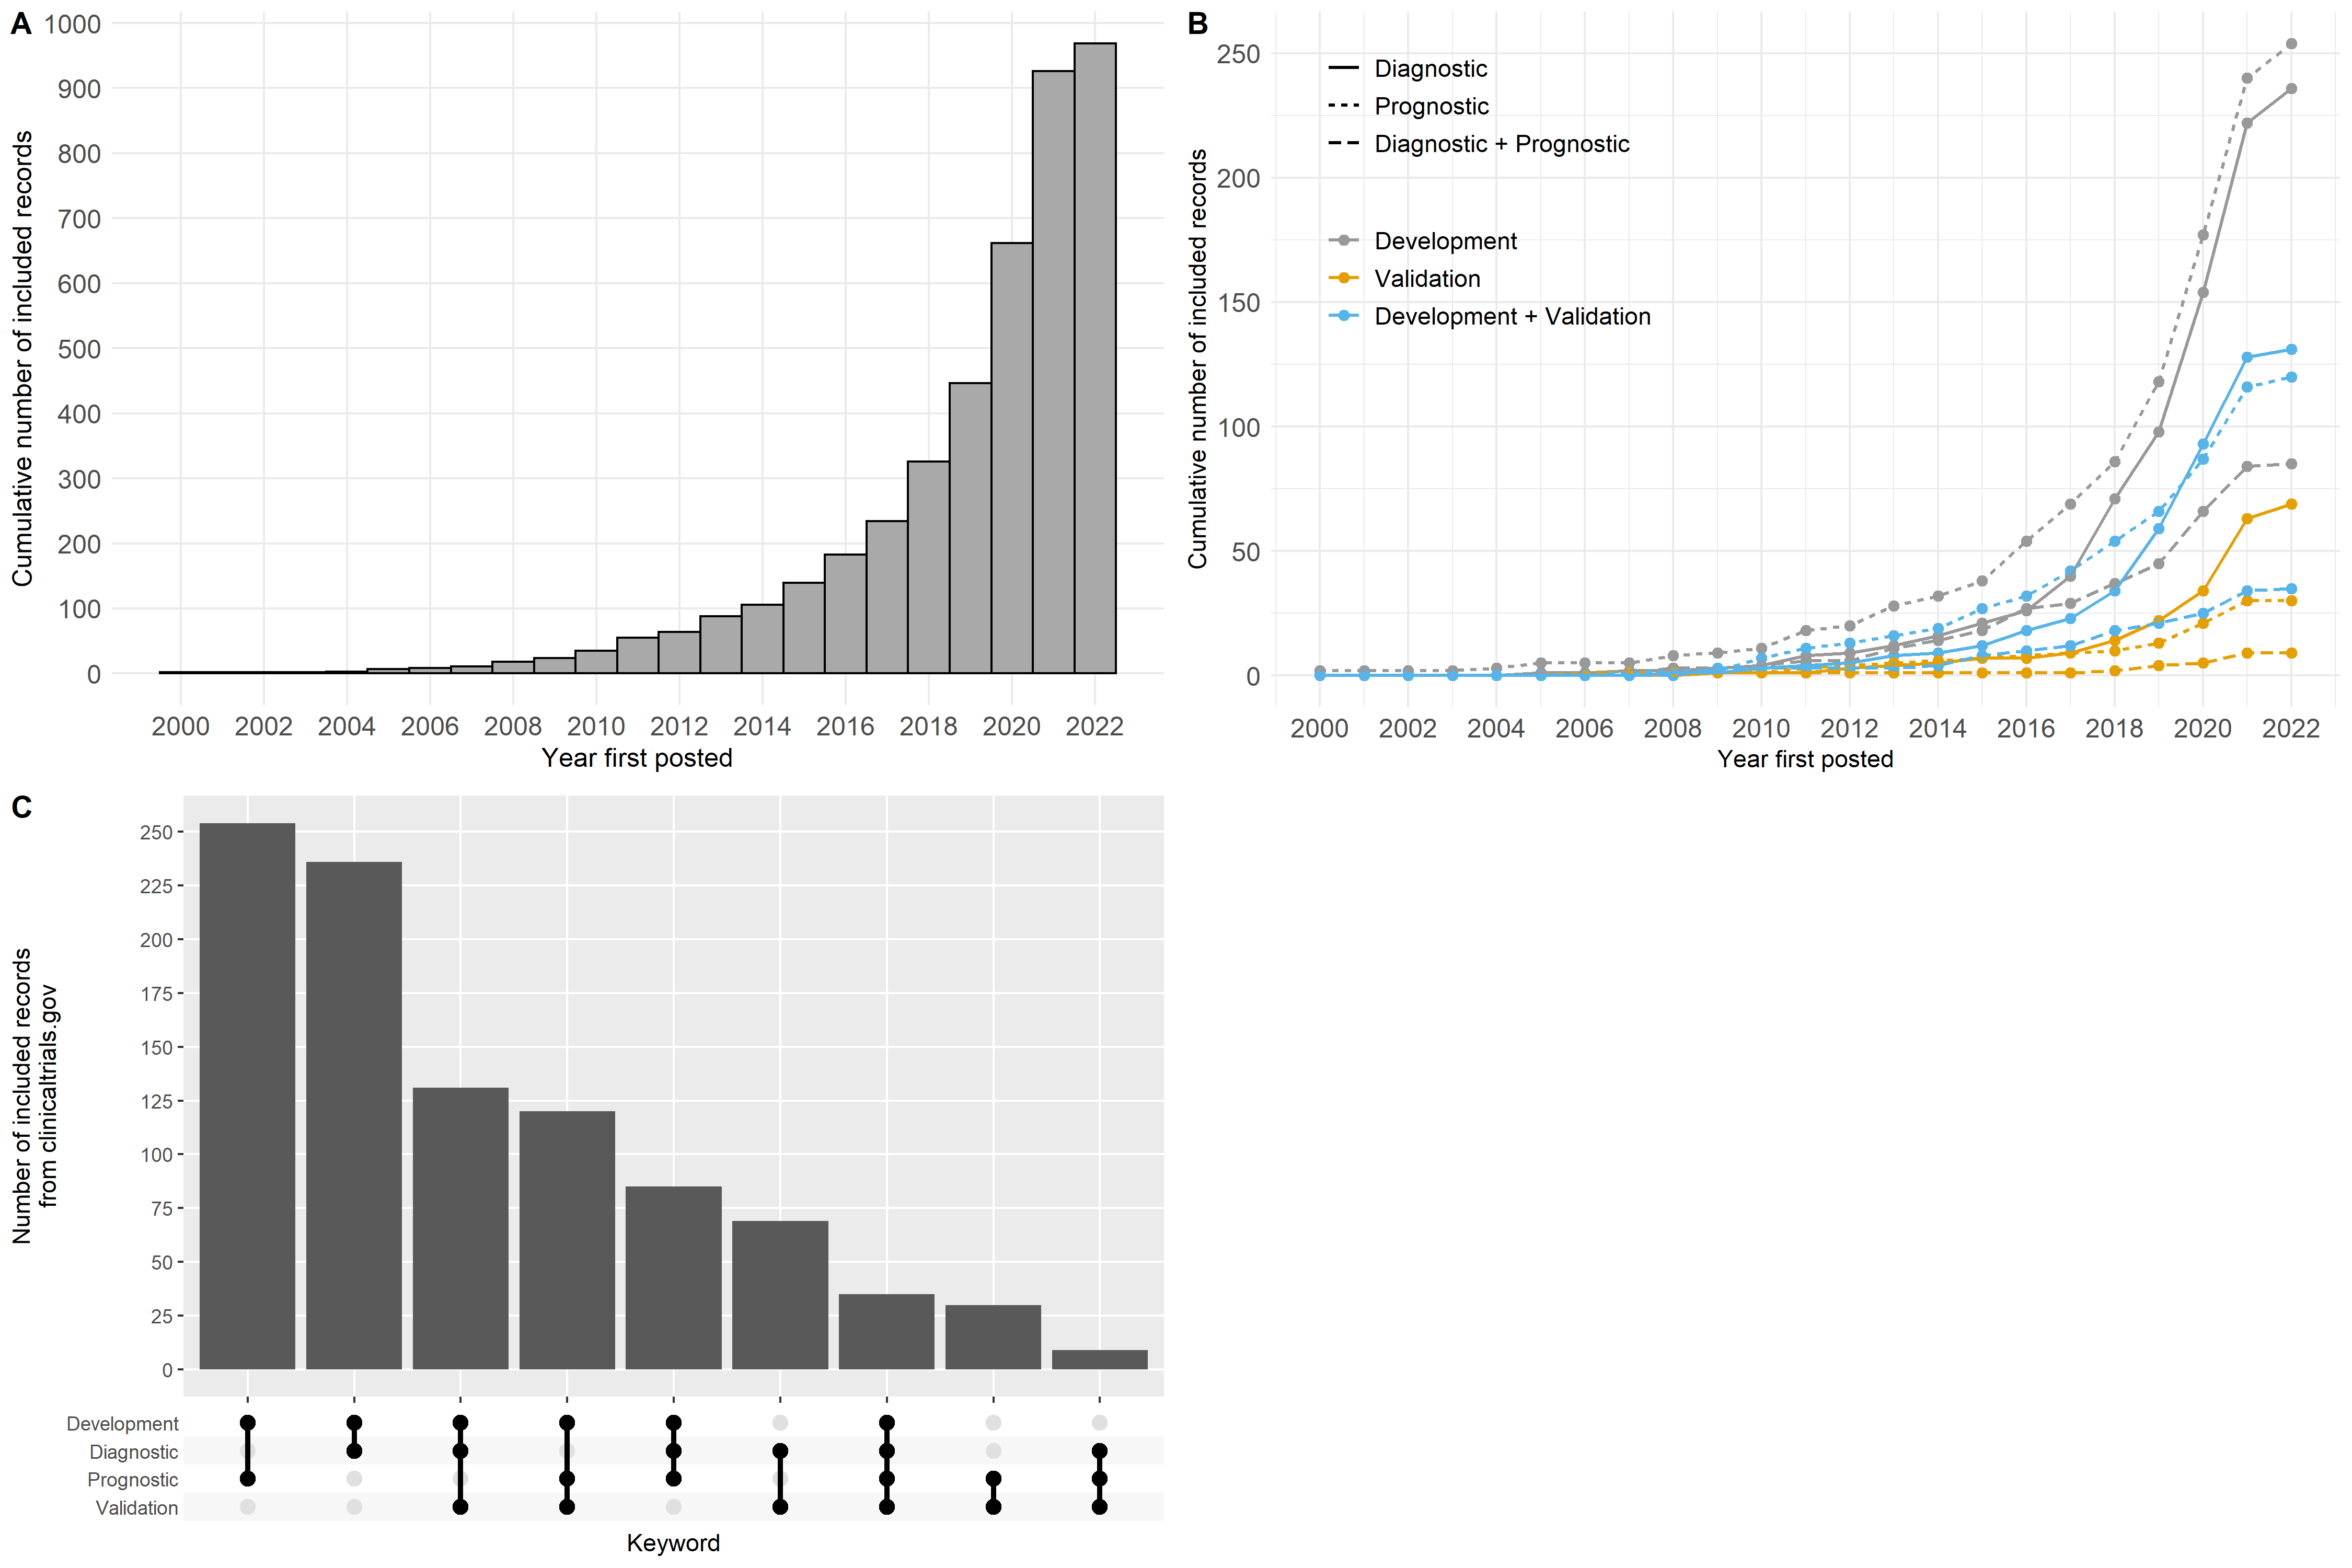 A
1000
900
800
700
600
500
400
300
200
100
0
Cumulative number of included records
2000 2002 2004 2006 2008 2010 2012 2014 2016 2018 2020 2022
Year first posted
B
250
200
150
100
50
0
Cumulative number of included records
Diagnostic
Prognostic
Diagnostic + Prognostic
Development
Validation
Development + Validation
2000 2002 2004 2006 2008 2010 2012 2014 2016 2018 2020 2022
Year first posted
C
250
225
200
175
150
125
100
75
50
25
0
Number of included records
from clinicaltrials.gov
Development
Diagnostic
Prognostic
Validation
Keyword